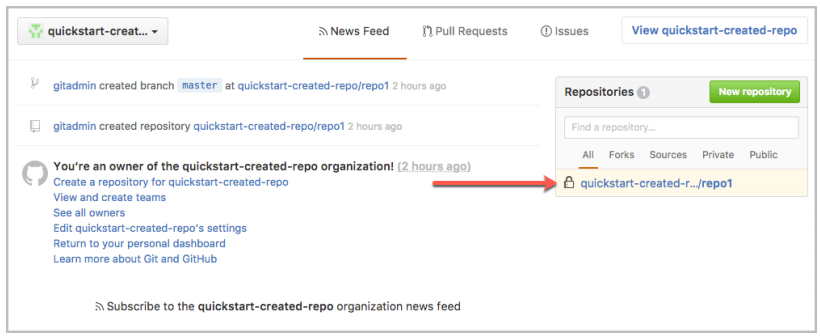 quickstart-creat...
News Feed
Pull Requests
Issues
View quickstart-created-repo
gitadmin created branch master at quickstart-created-repo/repo1 2 hours ago
gitadmin created repository quickstart-created-repo/repo1 2 hours ago
You're an owner of the quickstart-created-repo organization! (2 hours ago)
Create a repository for quickstart-created-repo
View and create teams
See all owners
Edit quickstart-created-repo's settings
Return to your personal dashboard
Learn more about Git and GitHub
Subscribe to the quickstart-created-repo organization news feed
Repositories 1
New repository
Find a repository...
All Forks Sources Private Public
quickstart-created-r.../repo1